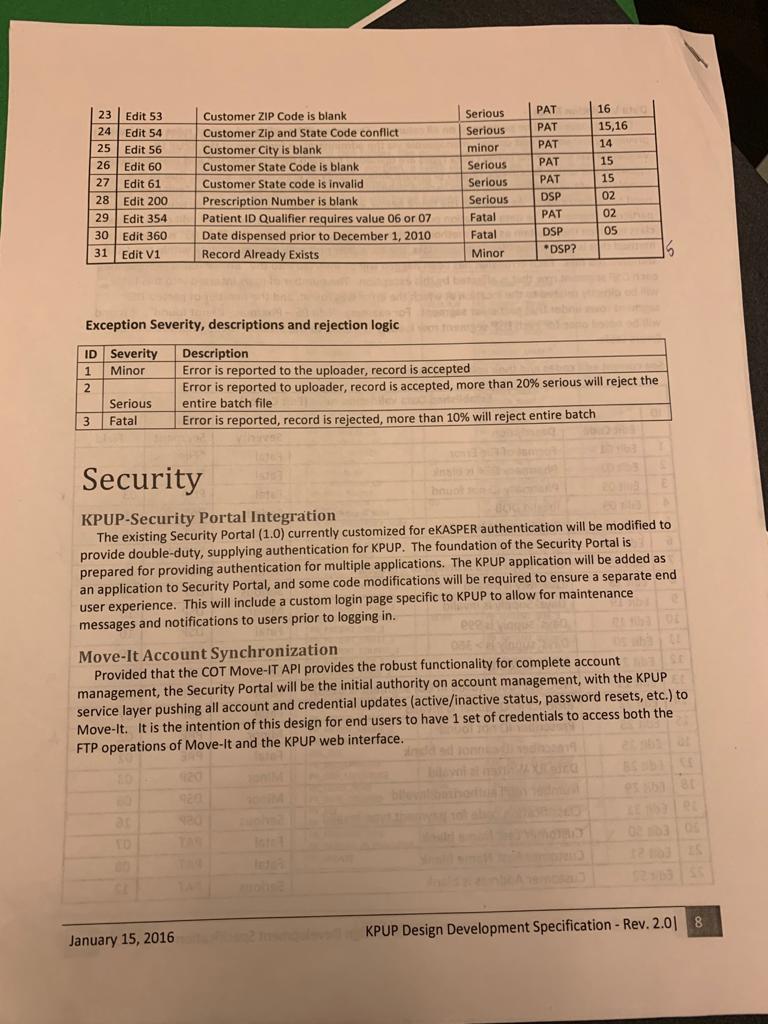 23 Edit 53 Customer ZIP Code is blank Serious PAT 16
24 Edit 54 Customer Zip and State Code conflict Serious PAT 15,16
25 Edit 56 Customer City is blank minor PAT 14
26 Edit 60 Customer State Code is blank Serious PAT 15
27 Edit 61 Customer State code is invalid Serious PAT 15
28 Edit 200 Prescription Number is blank Serious DSP 02
29 Edit 354 Patient ID Qualifier requires value 06 or 07 Fatal PAT 02
30 Edit 360 Date dispensed prior to December 1, 2010 Fatal DSP 05
31 Edit V1 Record Already Exists Minor *DSP?
Exception Severity, descriptions and rejection logic
ID Severity Description
1 Minor Error is reported to the uploader, record is accepted
2 Error is reported to uploader, record is accepted, more than 20% serious will reject the
Serious entire batch file
3 Fatal Error is reported, record is rejected, more than 10% will reject entire batch
Security
KPUP-Security Portal Integration
The existing Security Portal (1.0) currently customized for eKASPER authentication will be modified to
provide double-duty, supplying authentication for KPUP. The foundation of the Security Portal is
prepared for providing authentication for multiple applications. The KPUP application will be added as
an application to Security Portal, and some code modifications will be required to ensure a separate end
user experience. This will include a custom login page specific to KPUP to allow for maintenance
messages and notifications to users prior to logging in.
Move-It Account Synchronization
Provided that the COT Move-IT API provides the robust functionality for complete account
management, the Security Portal will be the initial authority on account management, with the KPUP
service layer pushing all account and credential updates (active/inactive status, password resets, etc.) to
Move-It. It is the intention of this design for end users to have 1 set of credentials to access both the
FTP operations of Move-It and the KPUP web interface.
January 15, 2016 KPUP Design Development Specification - Rev. 2.0| 8